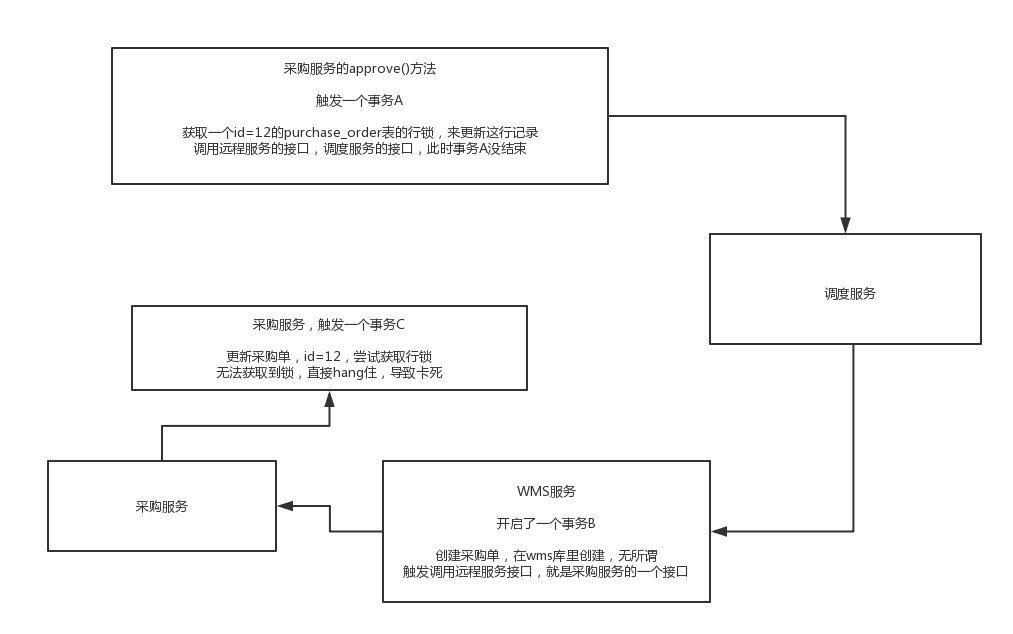 采购服务的approve()方法
触发一个事务A
获取一个id=12的purchase_order表的行锁，来更新这行记录
调用远程服务的接口，调度服务的接口，此时事务A没结束
调度服务
采购服务，触发一个事务C
更新采购单，id=12，尝试获取行锁
无法获取到锁，直接hang住，导致卡死
采购服务
WMS服务
开启了一个事务B
创建采购单，在wms库里创建，无所谓
触发调用远程服务接口，就是采购服务的一个接口